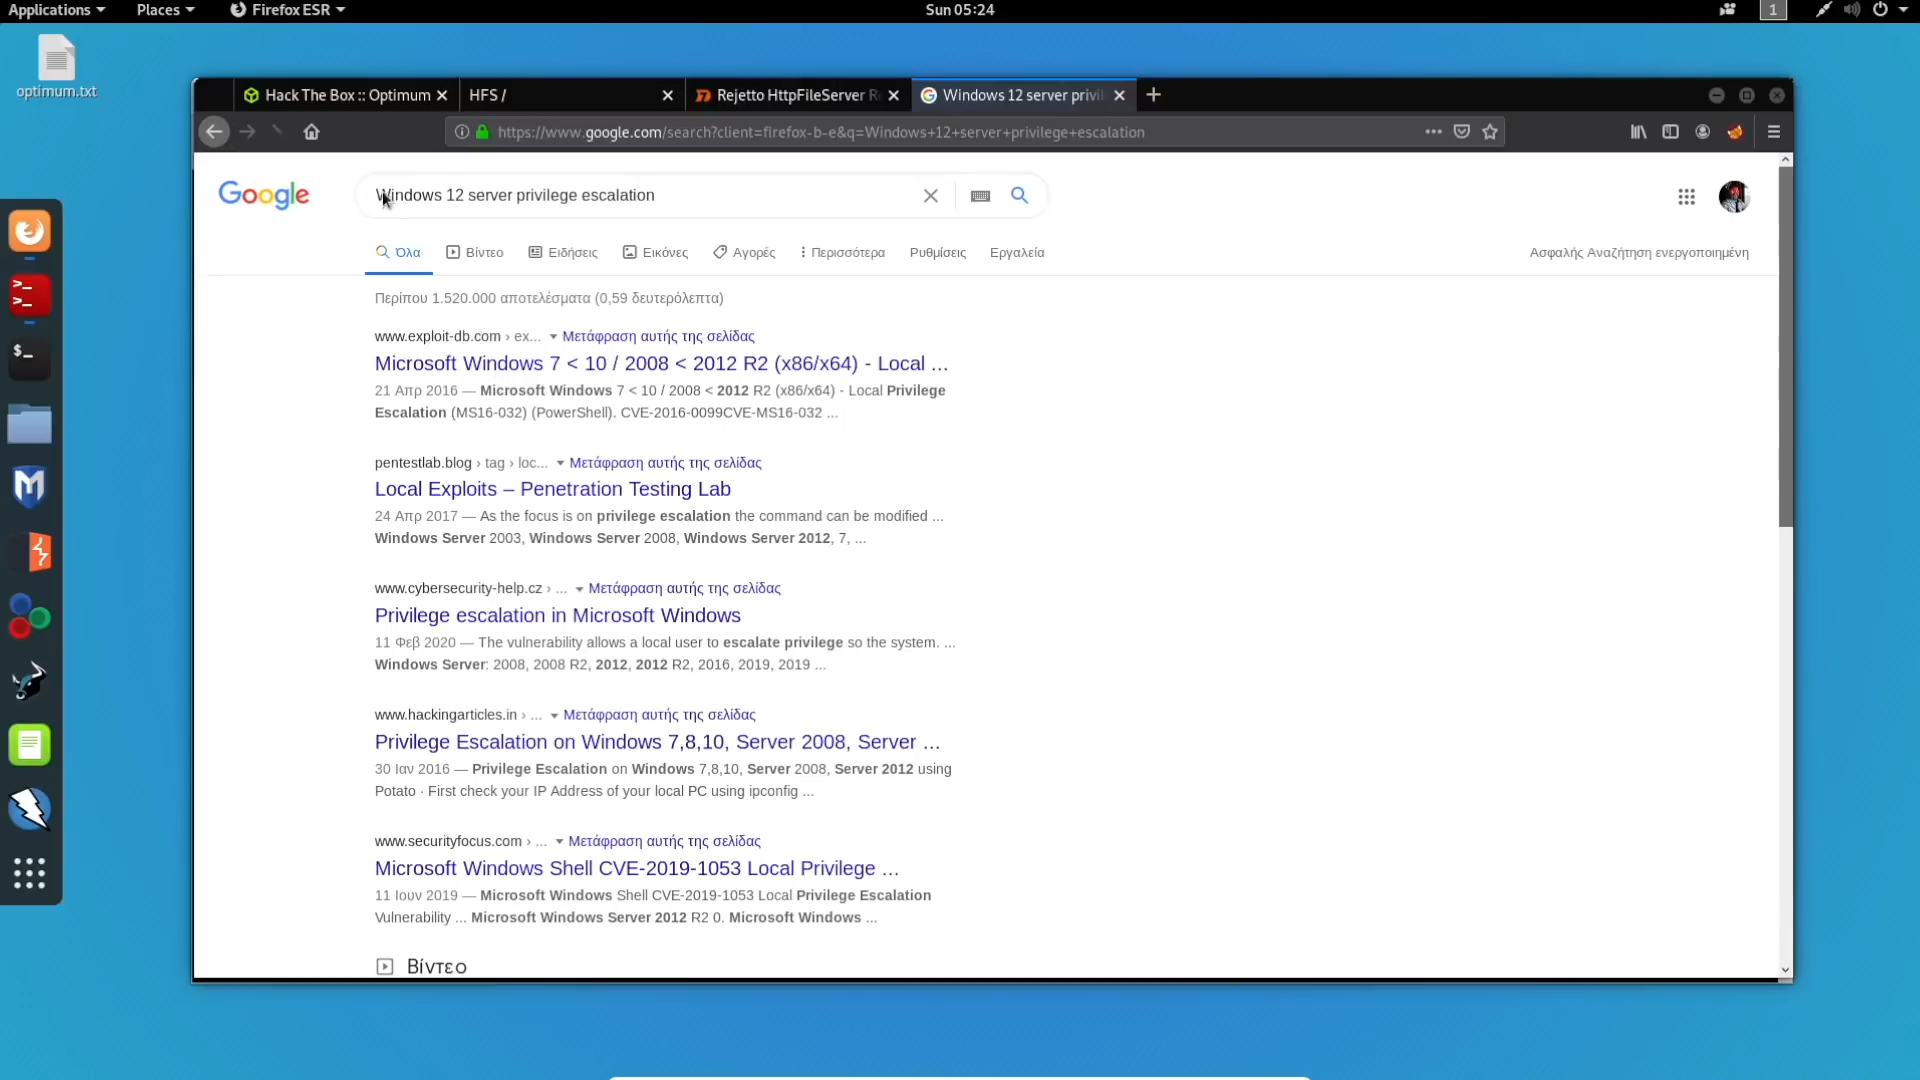 Applications Places Firefox ESR Sun 05:24 1
optimum.txt
Hack The Box :: Optimum HFS / Rejetto HttpFileServer R Windows 12 server privil
https://www.google.com/search?client=firefox-b-e&q=Windows+12+server+privilege+escalation
Google Windows 12 server privilege escalation
Όλα Βίντεο Ειδήσεις Εικόνες Αγορές Περισσότερα Ρυθμίσεις Εργαλεία Ασφαλής Αναζήτηση ενεργοποιημένη
Περίπου 1.520.000 αποτελέσματα (0,59 δευτερόλεπτα)
www.exploit-db.com › ex... Μετάφραση αυτής της σελίδας
Microsoft Windows 7 < 10 / 2008 < 2012 R2 (x86/x64) - Local ...
21 Απρ 2016 — Microsoft Windows 7 < 10 / 2008 < 2012 R2 (x86/x64) - Local Privilege
Escalation (MS16-032) (PowerShell). CVE-2016-0099CVE-MS16-032 ...
pentestlab.blog › tag › loc... Μετάφραση αυτής της σελίδας
Local Exploits – Penetration Testing Lab
24 Απρ 2017 — As the focus is on privilege escalation the command can be modified ...
Windows Server 2003, Windows Server 2008, Windows Server 2012, 7, ...
www.cybersecurity-help.cz › ... Μετάφραση αυτής της σελίδας
Privilege escalation in Microsoft Windows
11 Φεβ 2020 — The vulnerability allows a local user to escalate privilege so the system. ...
Windows Server: 2008, 2008 R2, 2012, 2012 R2, 2016, 2019, 2019 ...
www.hackingarticles.in › ... Μετάφραση αυτής της σελίδας
Privilege Escalation on Windows 7,8,10, Server 2008, Server ...
30 Ιαν 2016 — Privilege Escalation on Windows 7,8,10, Server 2008, Server 2012 using
Potato · First check your IP Address of your local PC using ipconfig ...
www.securityfocus.com › ... Μετάφραση αυτής της σελίδας
Microsoft Windows Shell CVE-2019-1053 Local Privilege ...
11 Ιουν 2019 — Microsoft Windows Shell CVE-2019-1053 Local Privilege Escalation
Vulnerability ... Microsoft Windows Server 2012 R2 0. Microsoft Windows ...
Βίντεο